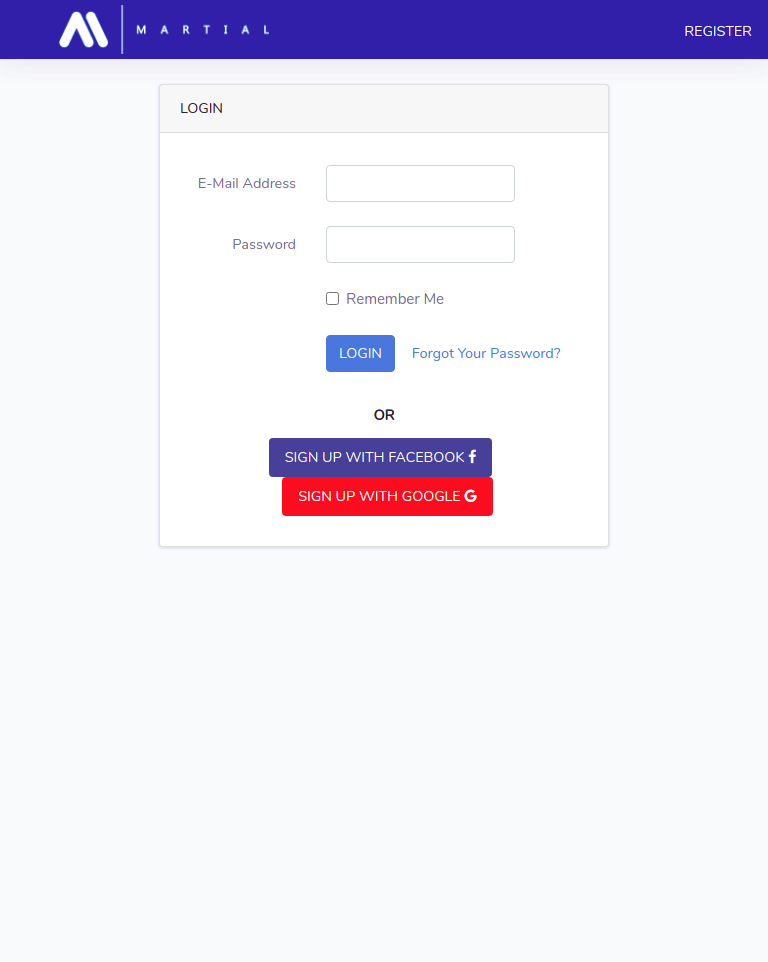 MARTIAL
REGISTER
LOGIN
E-Mail Address
Password
Remember Me
LOGIN Forgot Your Password?
OR
SIGN UP WITH FACEBOOK
SIGN UP WITH GOOGLE